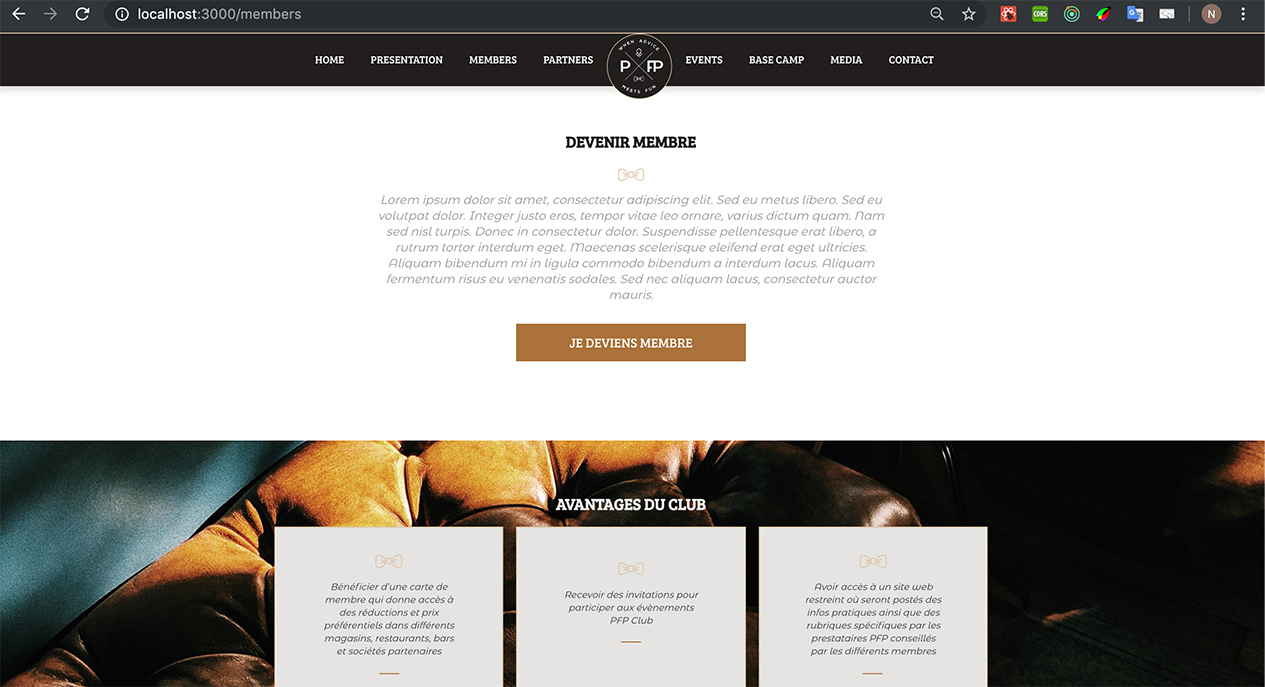 localhost:3000/members
N
HOME PRESENTATION MEMBERS PARTNERS EVENTS BASE CAMP MEDIA CONTACT
WHEN ADVICE
P FP
MEETS FUN
DEVENIR MEMBRE
Lorem ipsum dolor sit amet, consectetur adipiscing elit. Sed eu metus libero. Sed eu
volutpat dolor. Integer justo eros, tempor vitae leo ornare, varius dictum quam. Nam
sed nisl turpis. Donec in consectetur dolor. Suspendisse pellentesque erat libero, a
rutrum tortor interdum eget. Maecenas scelerisque eleifend erat eget ultricies.
Aliquam bibendum mi in ligula commodo bibendum a interdum lacus. Aliquam
fermentum risus eu venenatis sodales. Sed nec aliquam lacus, consectetur auctor
mauris.
JE DEVIENS MEMBRE
AVANTAGES DU CLUB
Bénéficier d'une carte de
membre qui donne accès à
des réductions et prix
préférentiels dans différents
magasins, restaurants, bars
et sociétés partenaires
Recevoir des invitations pour
participer aux évènements
PFP Club
Avoir accès à un site web
restreint où seront postés des
infos pratiques ainsi que des
rubriques spécifiques par les
prestataires PFP conseillés
par les différents membres